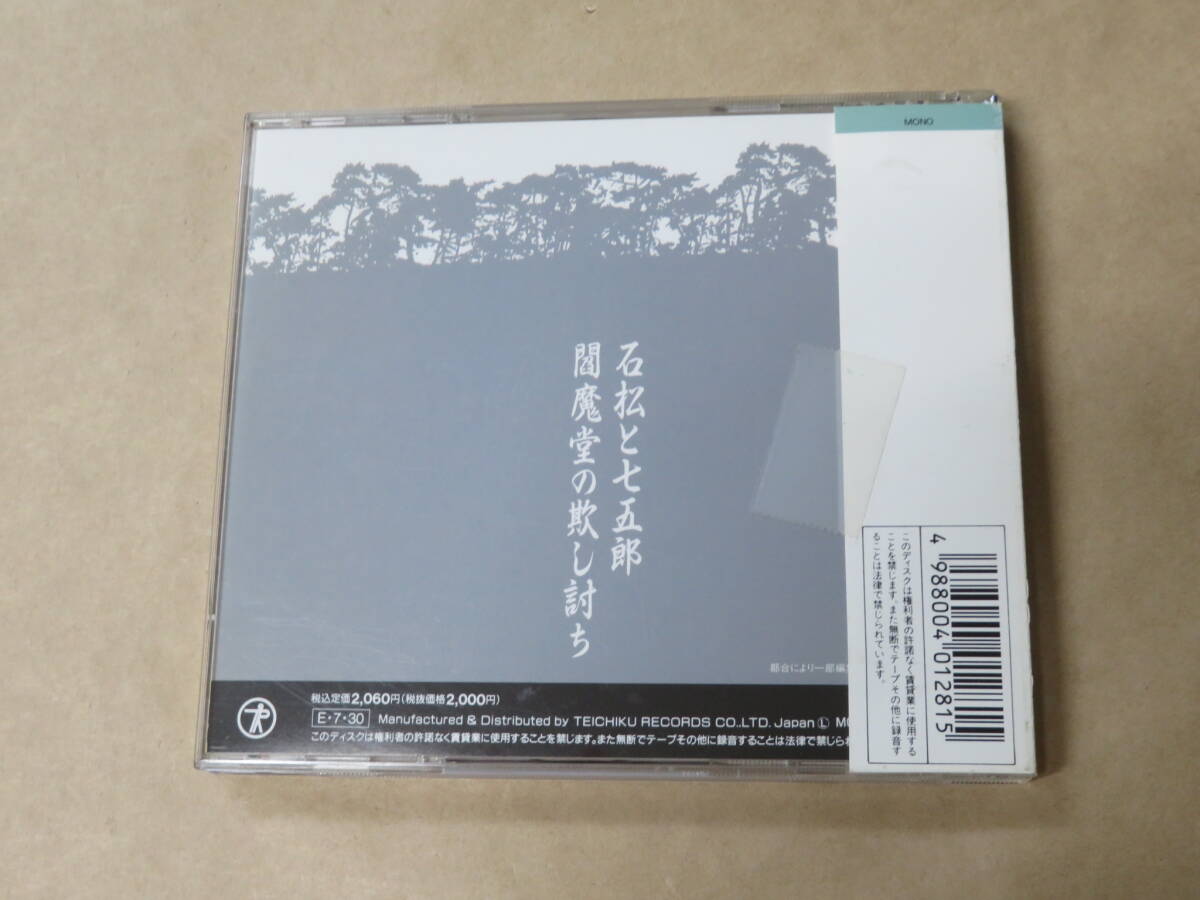 MONO
石松と七五郎
閻魔堂の欺し討ち
都合により一部編集
税込定価2,060円(税抜価格2,000円)
E・7・30 Manufactured & Distributed by TEICHIKU RECORDS CO.,LTD. Japan Ⓛ MO
このディスクは権利者の許諾なく賃貸業に使用することを禁じます。また無断でテープその他に録音することは法律で禁じられ
このディスクは権利者の許諾なく賃貸業に使用する
ことを禁じます。また無断でテープその他に録音す
ることは法律で禁じられています。
4 988004 012815